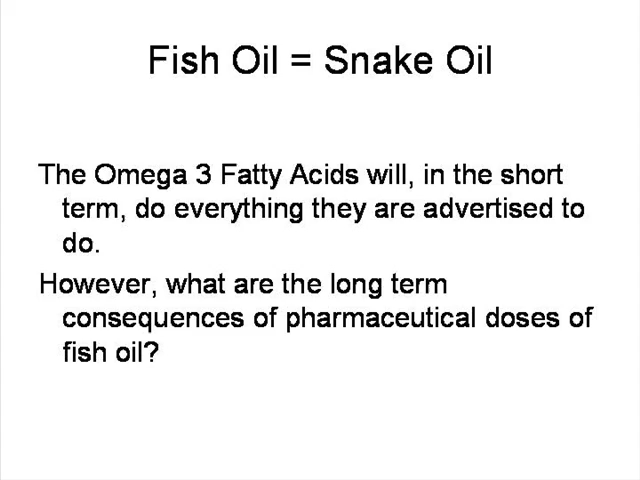 Fish Oil = Snake Oil
The Omega 3 Fatty Acids will, in the short
term, do everything they are advertised to
do.
However, what are the long term
consequences of pharmaceutical doses of
fish oil?